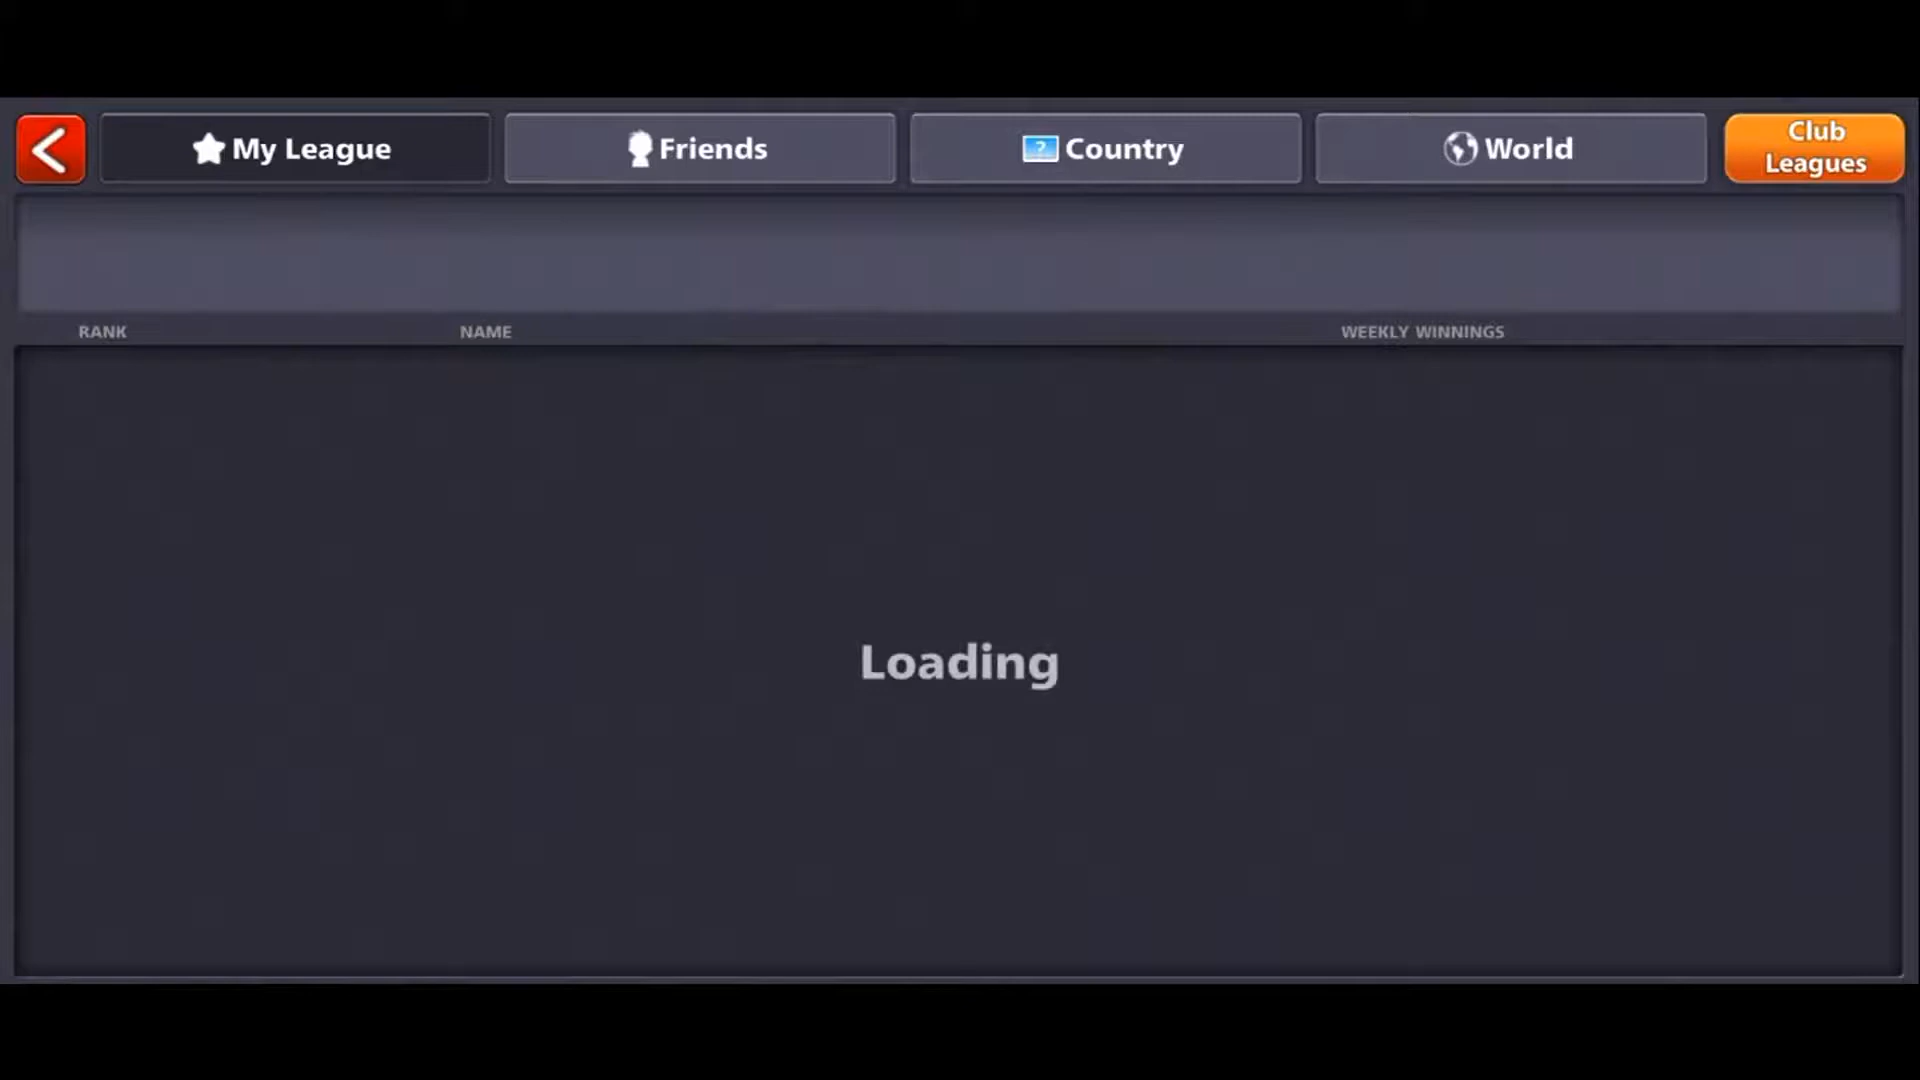 My League
Friends
? Country
World
Club
Leagues
RANK
NAME
WEEKLY WINNINGS
Loading